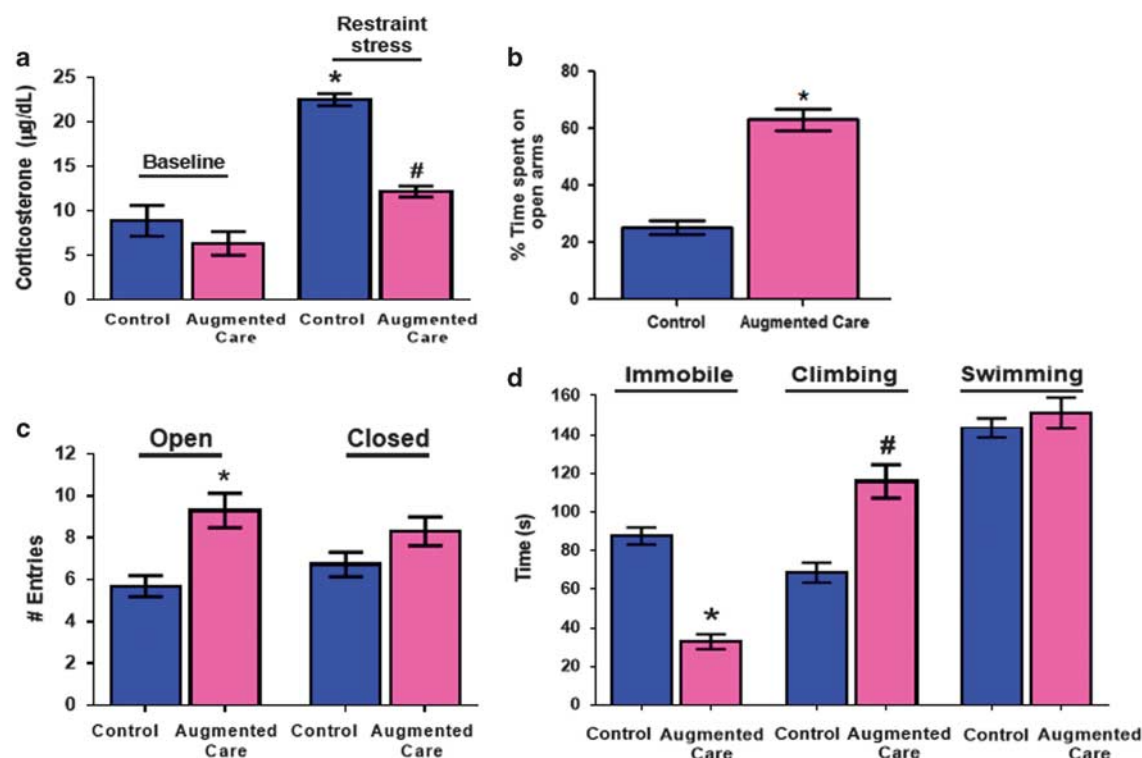 a
Restraint
stress
Corticosterone (µg/dL)
25
20
15
10
5
0
Baseline
*
#
Control
Augmented
Care
Control
Augmented
Care
b
% Time spent on
open arms
80
60
40
20
0
*
Control
Augmented Care
c
# Entries
12
10
8
6
4
2
0
Open
Closed
*
Control
Augmented
Care
Control
Augmented
Care
d
Time (s)
160
140
120
100
80
60
40
20
0
Immobile
Climbing
Swimming
*
#
Control
Augmented
Care
Control
Augmented
Care
Control
Augmented
Care